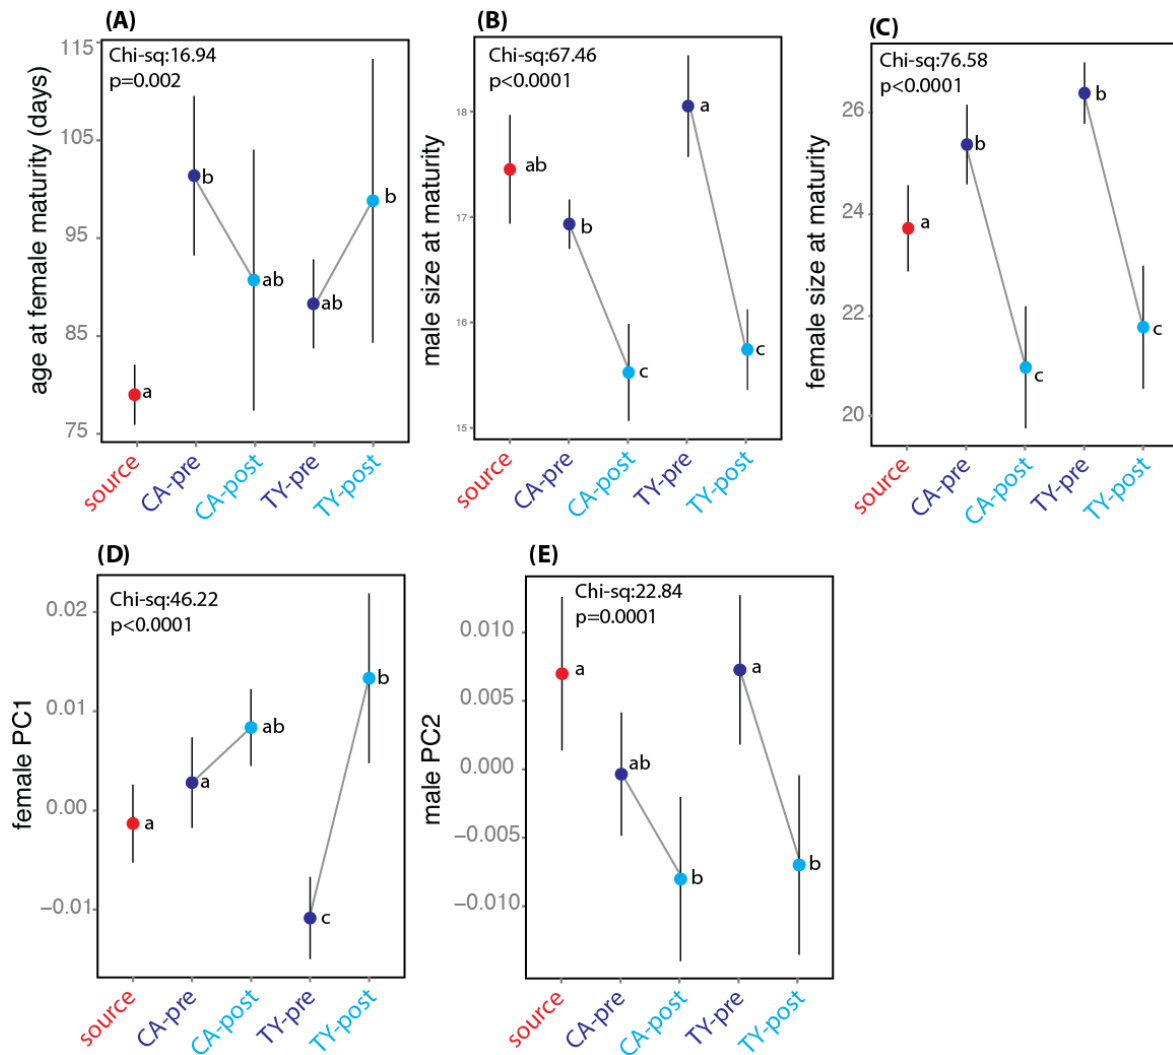 (A)
Chi-sq:16.94
p=0.002
age at female maturity (days)
115
105
95
85
75
a
b
ab
ab
b
source
CA-pre
CA-post
TY-pre
TY-post
(B)
Chi-sq:67.46
p<0.0001
male size at maturity
18
17
16
15
ab
b
c
a
c
source
CA-pre
CA-post
TY-pre
TY-post
(C)
Chi-sq:76.58
p<0.0001
female size at maturity
26
24
22
20
a
b
c
b
c
source
CA-pre
CA-post
TY-pre
TY-post
(D)
Chi-sq:46.22
p<0.0001
female PC1
0.02
0.01
0.00
−0.01
a
a
ab
c
b
source
CA-pre
CA-post
TY-pre
TY-post
(E)
Chi-sq:22.84
p=0.0001
male PC2
0.010
0.005
0.000
−0.005
−0.010
a
ab
b
a
b
source
CA-pre
CA-post
TY-pre
TY-post